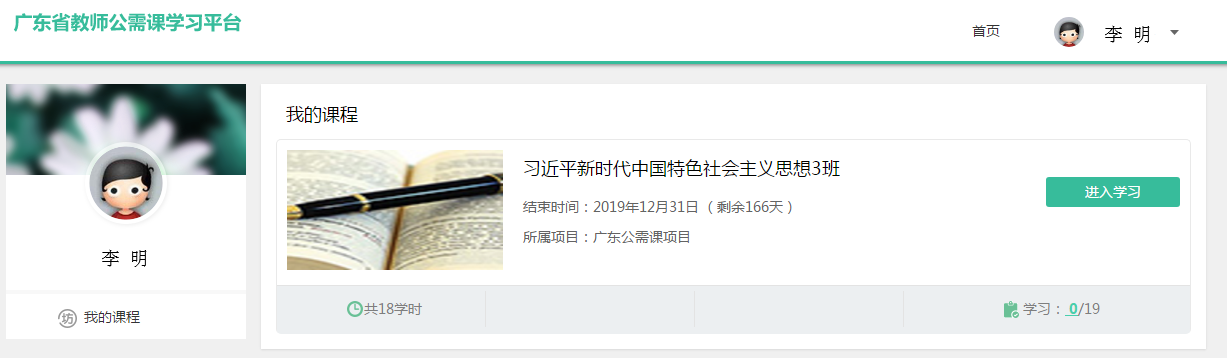 广东省教师公需课学习平台
首页
李 明
我的课程
习近平新时代中国特色社会主义思想3班
结束时间：2019年12月31日（剩余166天）
进入学习
所属项目：广东公需课项目
李 明
共18学时
学习： 0/19
坊 我的课程